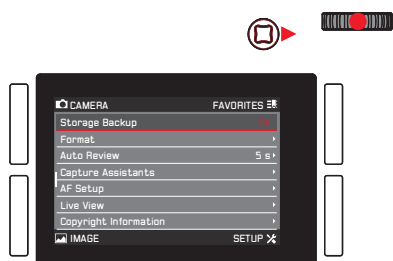 CAMERA FAVORITES
Storage Backup
Format
Auto Review 5 s
Capture Assistants
AF Setup
Live View
Copyright Information
IMAGE SETUP